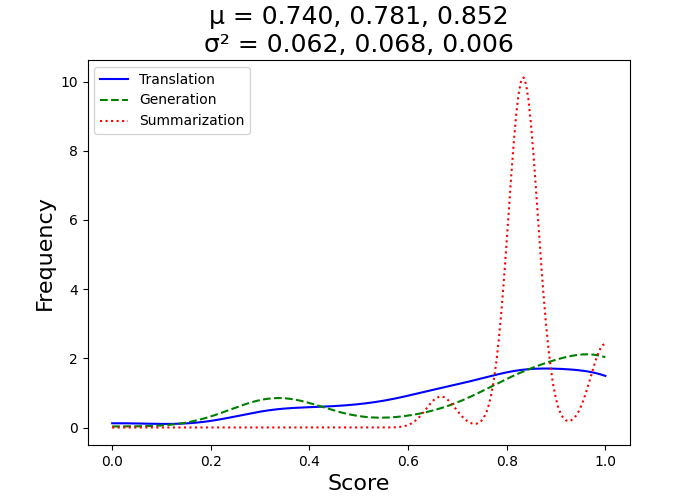 μ = 0.740, 0.781, 0.852
σ² = 0.062, 0.068, 0.006
Translation
Generation
Summarization
Frequency
10
8
6
4
2
0
0.0 0.2 0.4 0.6 0.8 1.0
Score